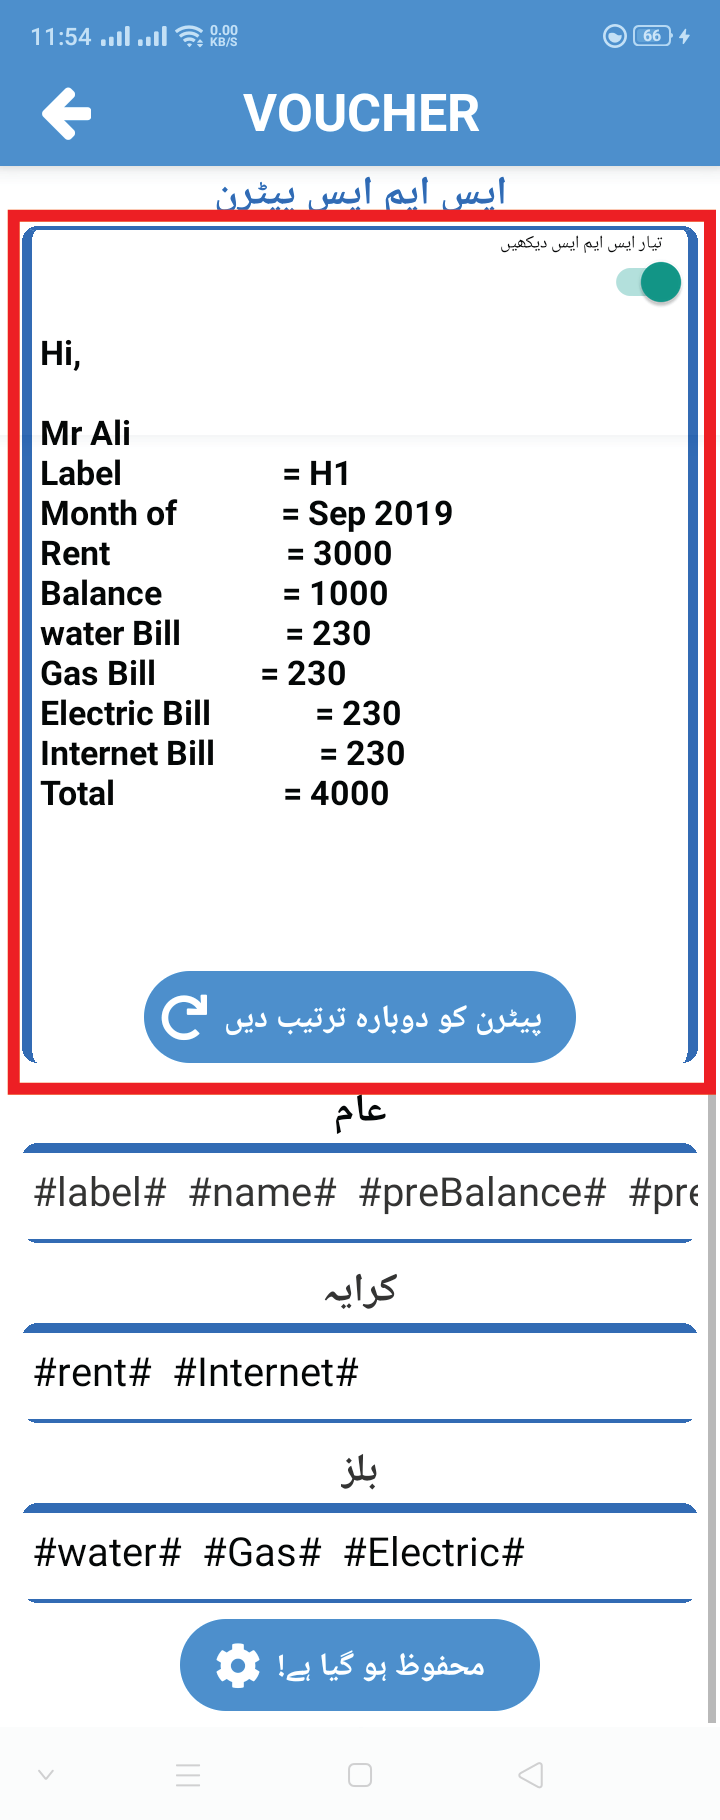 11:54 0.00 KB/S 66
VOUCHER
ایس ایم ایس پیٹرن
تیار ایس ایم ایس دیکھیں
Hi,
Mr Ali
Label = H1
Month of = Sep 2019
Rent = 3000
Balance = 1000
water Bill = 230
Gas Bill = 230
Electric Bill = 230
Internet Bill = 230
Total = 4000
پیٹرن کو دوبارہ ترتیب دیں
عام
#label# #name# #preBalance# #pre
کرایہ
#rent# #Internet#
بلز
#water# #Gas# #Electric#
محفوظ ہو گیا ہے!